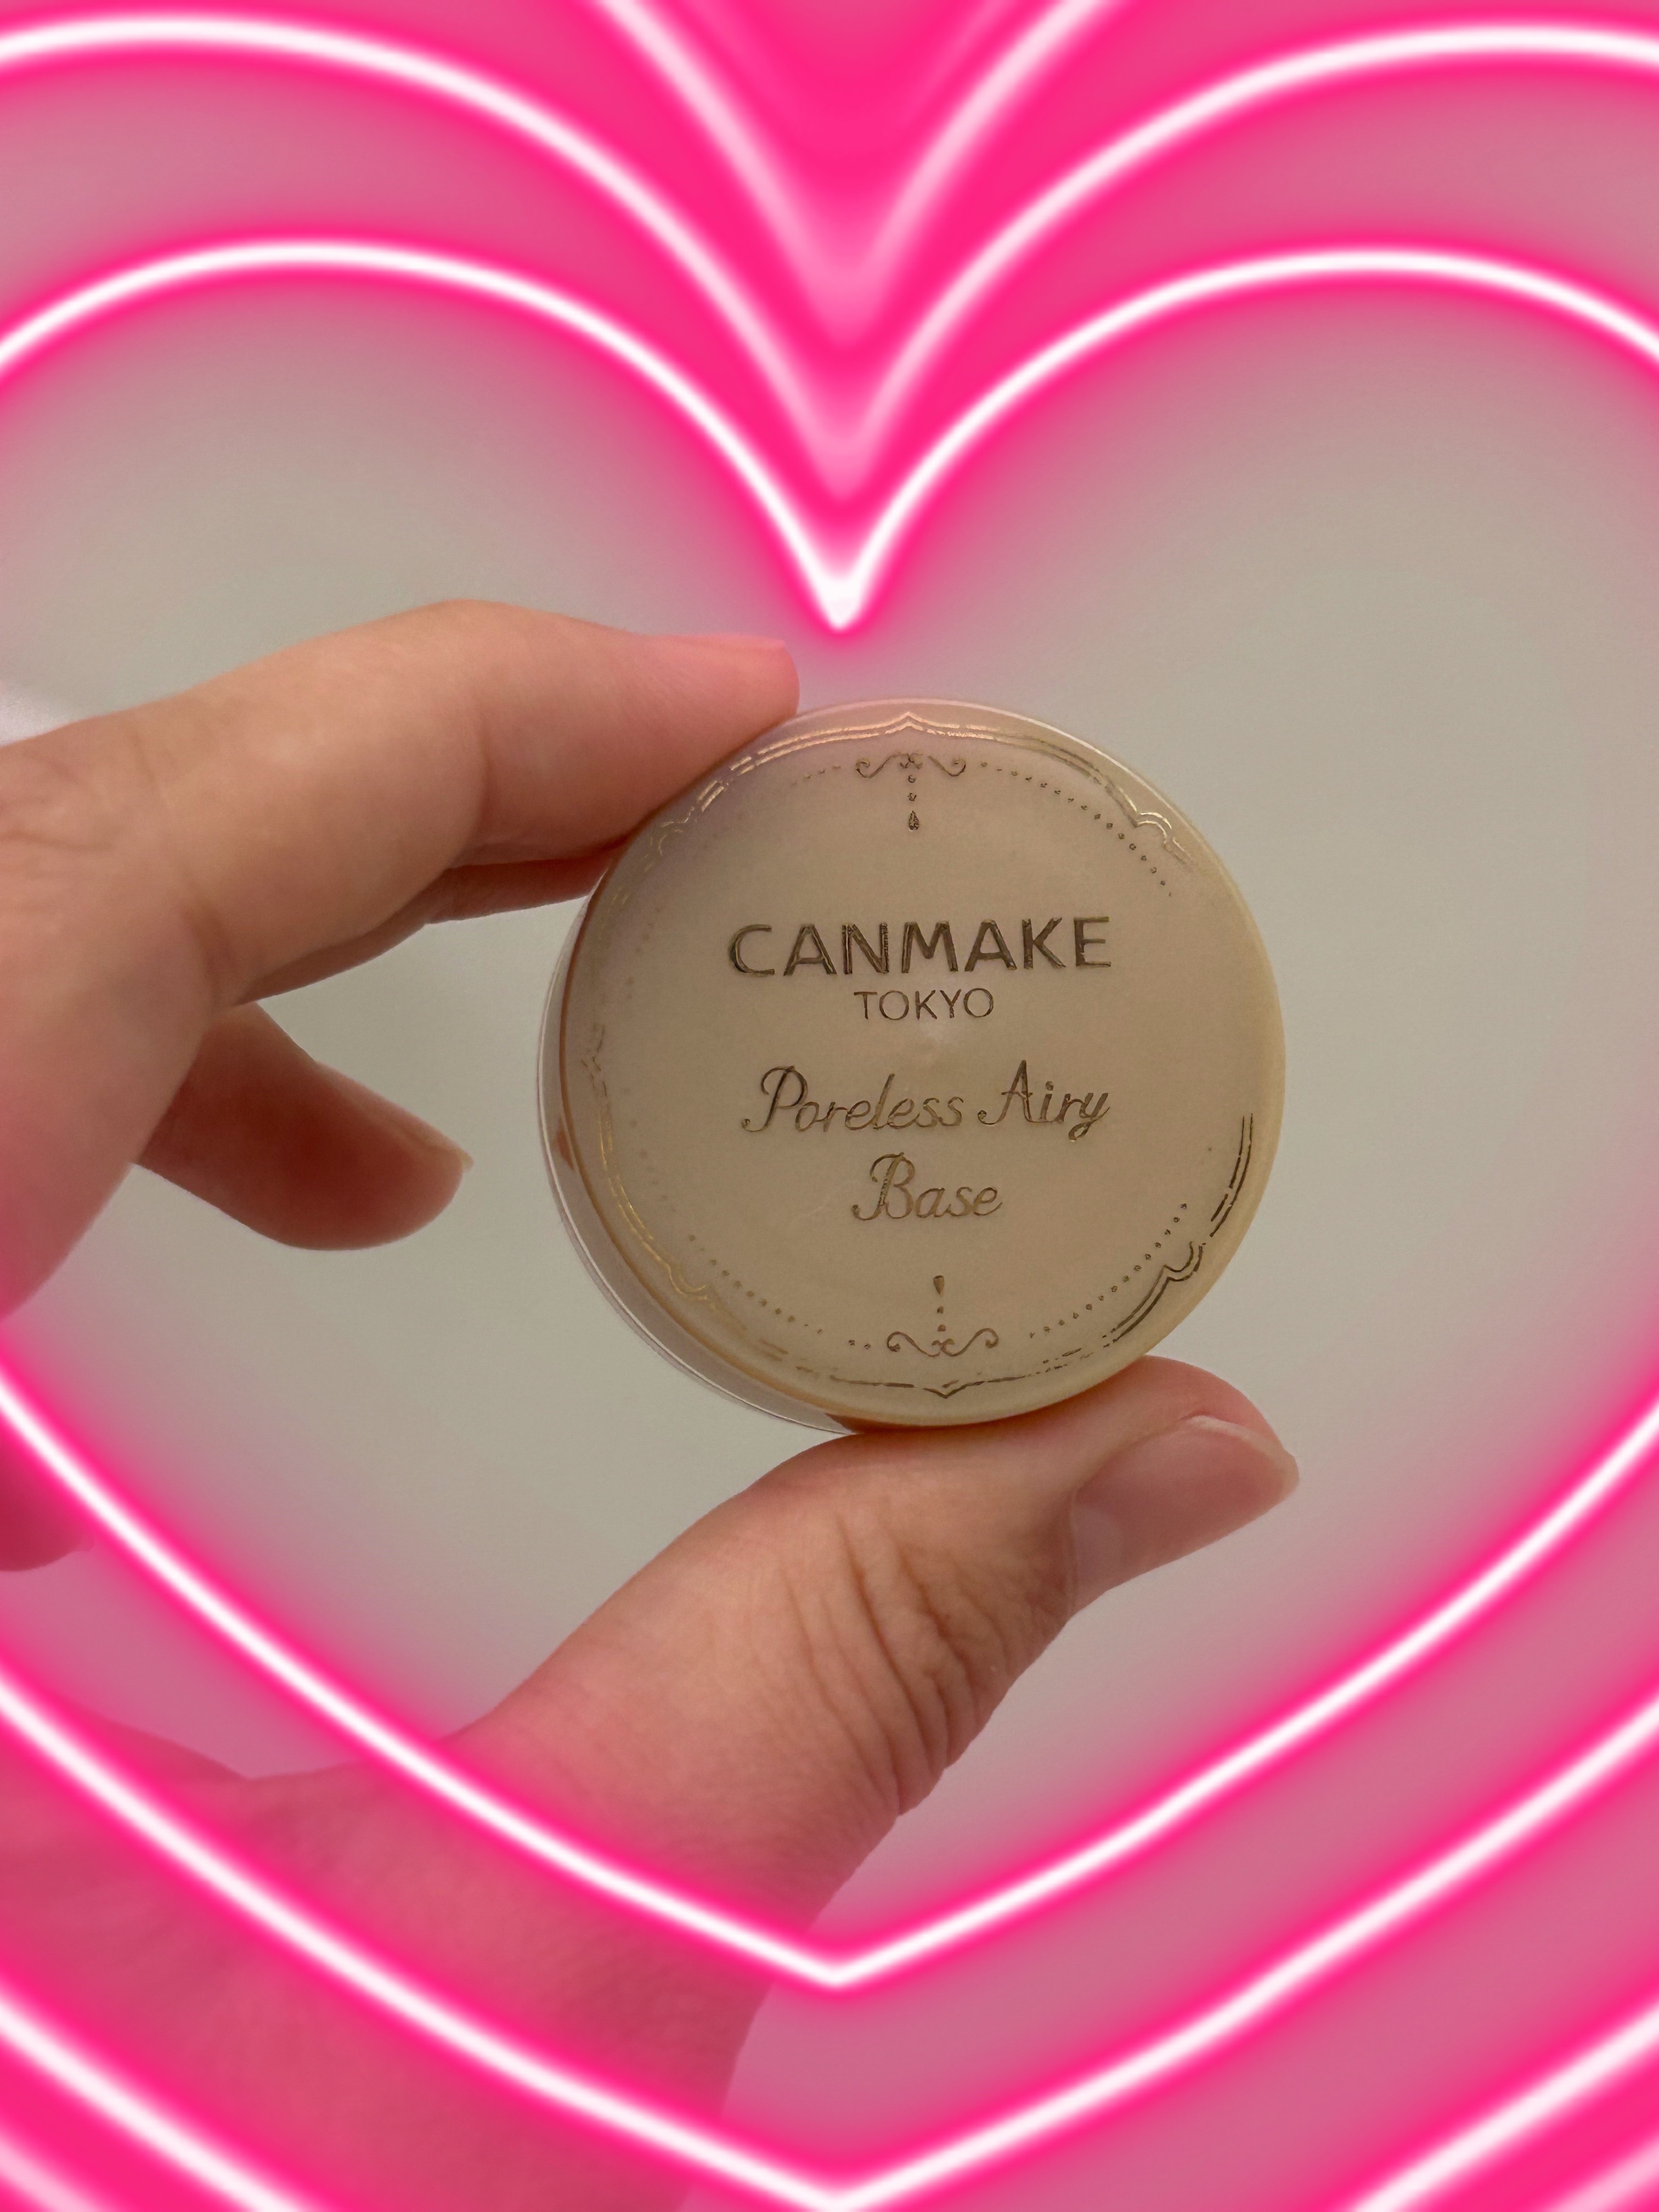 CANMAKE
TOKYO
Poreless Airy
Base